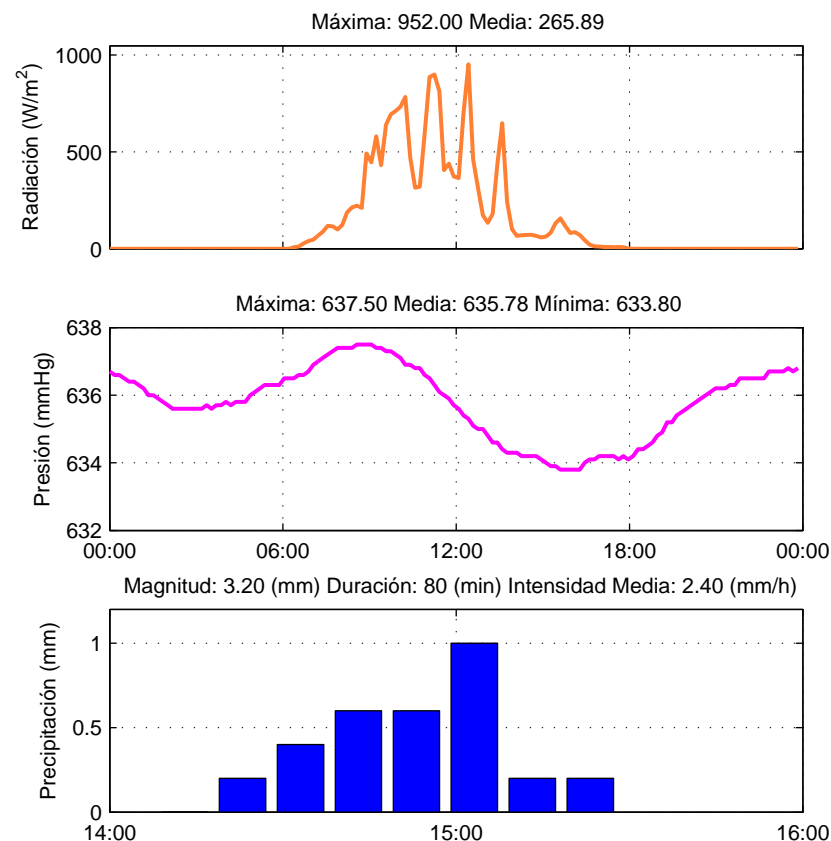 Máxima: 952.00 Media: 265.89
1000
500
0
Radiación (W/m²)
Máxima: 637.50 Media: 635.78 Mínima: 633.80
638
636
634
632
Presión (mmHg)
00:00 06:00 12:00 18:00 00:00
Magnitud: 3.20 (mm) Duración: 80 (min) Intensidad Media: 2.40 (mm/h)
1
0.5
0
Precipitación (mm)
14:00 15:00 16:00